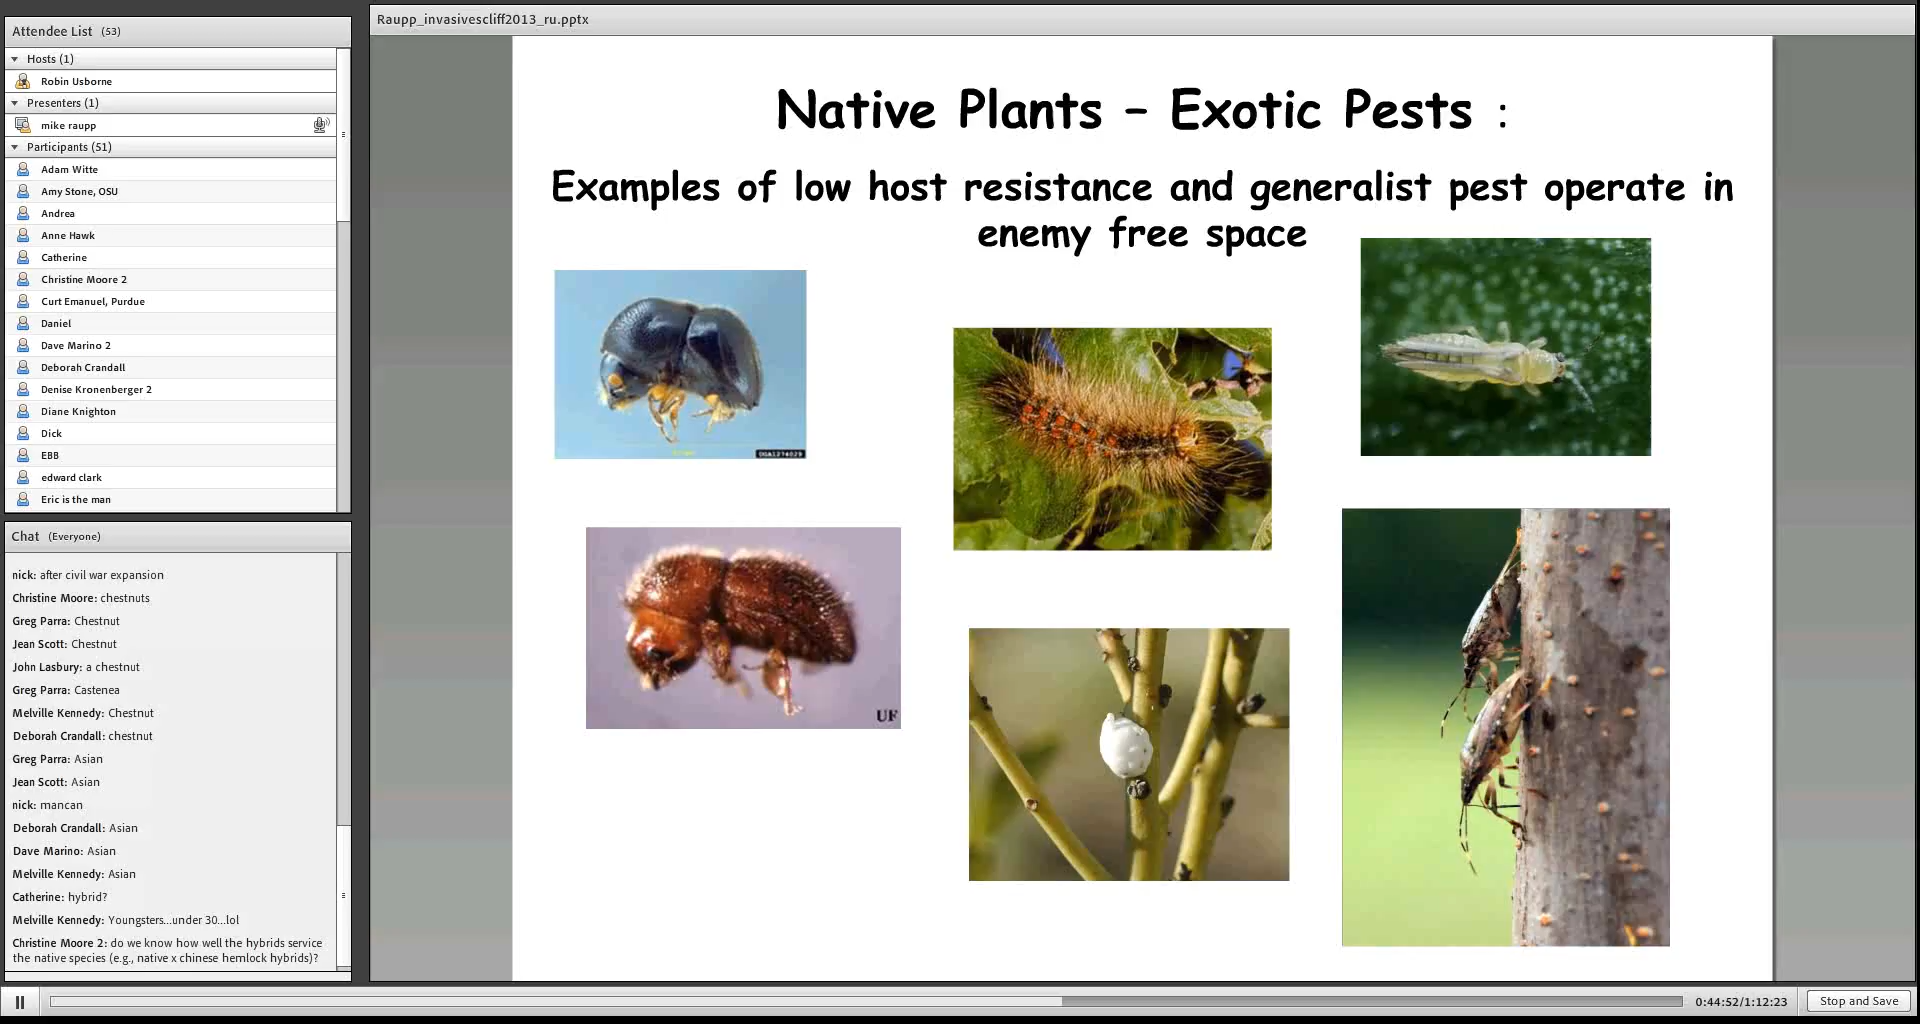 Attendee List (53)
Hosts (1)
Robin Usborne
Presenters (1)
mike raupp
Participants (51)
Adam Witte
Amy Stone, OSU
Andrea
Anne Hawk
Catherine
Christine Moore 2
Curt Emanuel, Purdue
Daniel
Dave Marino 2
Deborah Crandall
Denise Kronenberger 2
Diane Knighton
Dick
EBB
edward clark
Eric is the man
Chat (Everyone)
nick: after civil war expansion
Christine Moore: chestnuts
Greg Parra: Chestnut
Jean Scott: Chestnut
John Lasbury: a chestnut
Greg Parra: Castenea
Melville Kennedy: Chestnut
Deborah Crandall: chestnut
Greg Parra: Asian
Jean Scott: Asian
nick: mancan
Deborah Crandall: Asian
Dave Marino: Asian
Melville Kennedy: Asian
Catherine: hybrid?
Melville Kennedy: Youngsters...under 30...lol
Christine Moore 2: do we know how well the hybrids service
the native species (e.g., native x chinese hemlock hybrids)?
Raupp_invasivescliff2013_ru.pptx
Native Plants – Exotic Pests :
Examples of low host resistance and generalist pest operate in
enemy free space
UGA1274029
UF
0:44:52/1:12:23
Stop and Save